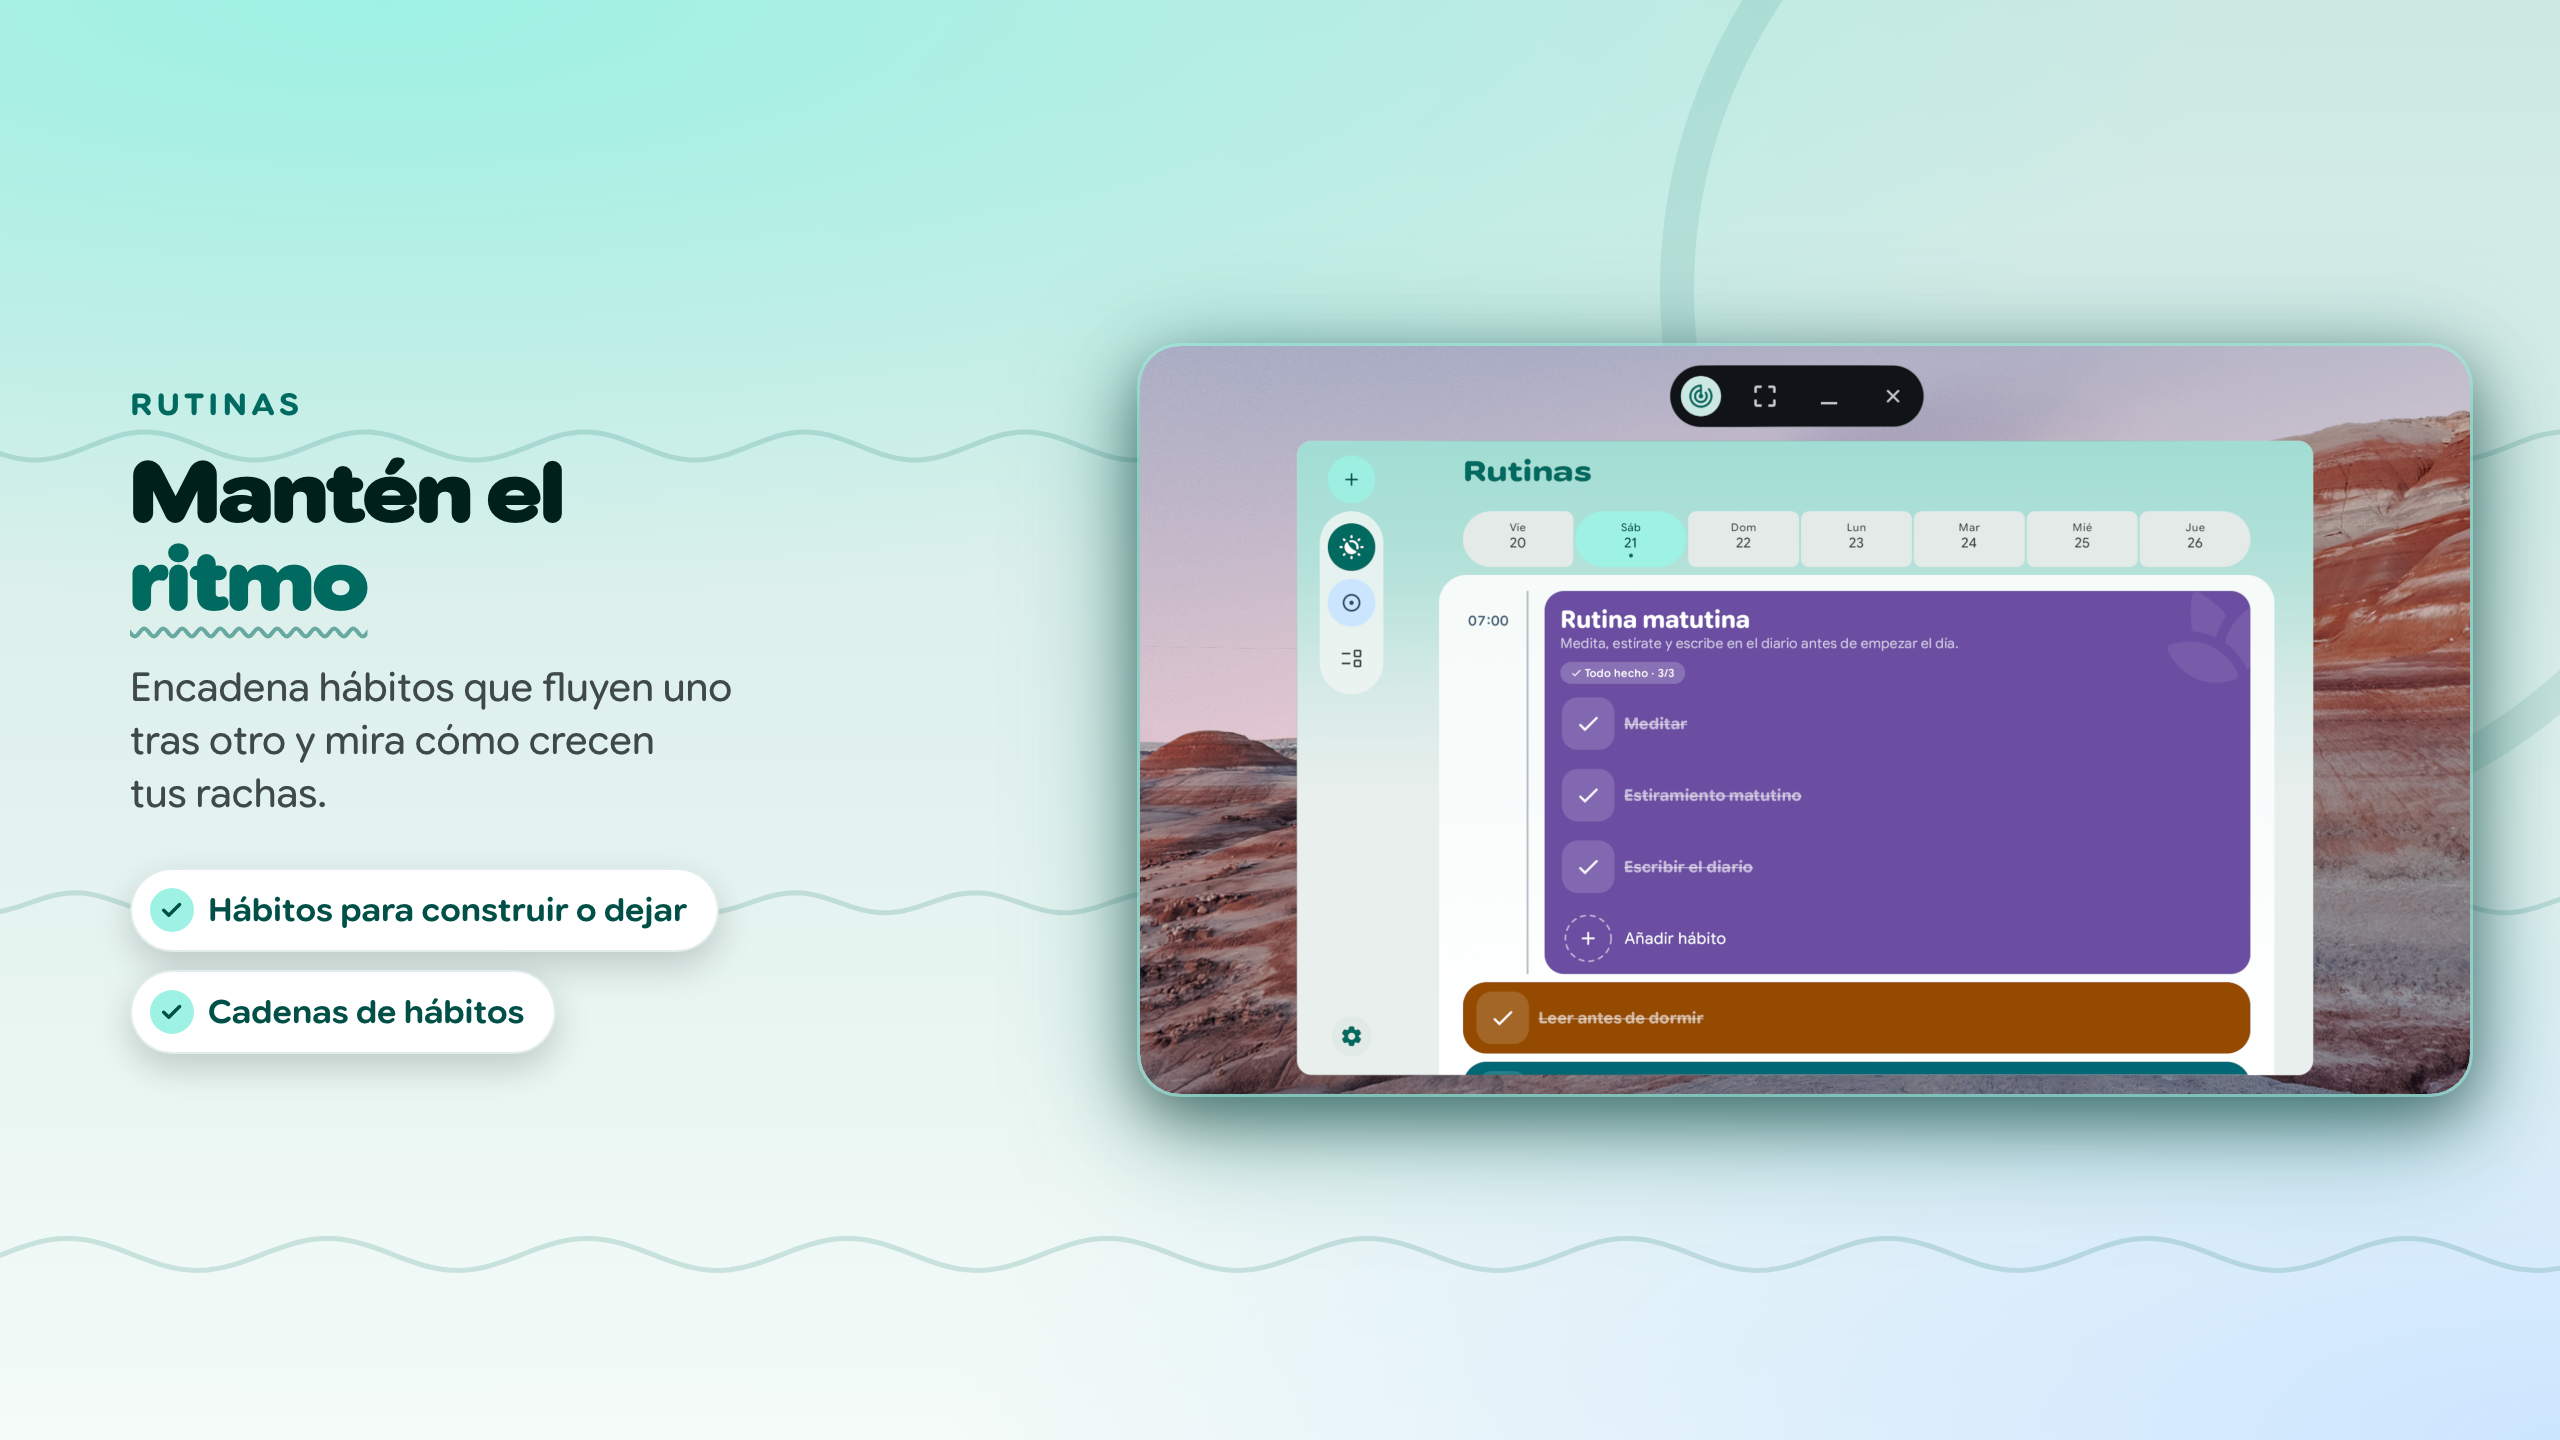 RUTINAS
Mantén el
ritmo
Encadena hábitos que fluyen uno
tras otro y mira cómo crecen
tus rachas.
Hábitos para construir o dejar
Cadenas de hábitos
Rutinas
Vie
20
Sáb
21
Dom
22
Lun
23
Mar
24
Mié
25
Jue
26
07:00
Rutina matutina
Medita, estírate y escribe en el diario antes de empezar el día.
Todo hecho · 3/3
Meditar
Estiramiento matutino
Escribir el diario
Añadir hábito
Leer antes de dormir